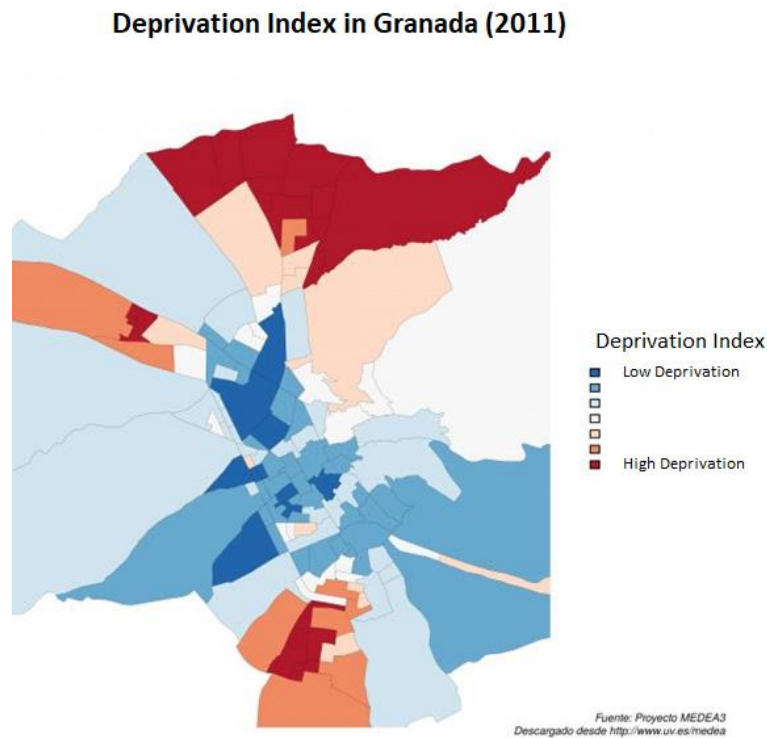 Deprivation Index in Granada (2011)
Deprivation Index
Low Deprivation
High Deprivation
Fuente: Proyecto MEDEA3
Descargado desde http://www.uv.es/medea